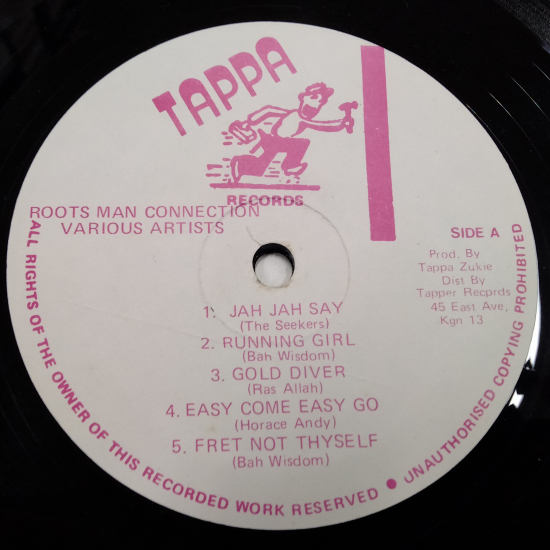 TAPPA
RECORDS
ROOTS MAN CONNECTION
VARIOUS ARTISTS
SIDE A
Prod. By
Tappa Zukie
Dist By
Tapper Records
45 East Ave,
Kgn 13
1. JAH JAH SAY
(The Seekers)
2. RUNNING GIRL
(Bah Wisdom)
3. GOLD DIVER
(Ras Allah)
4. EASY COME EASY GO
(Horace Andy)
5. FRET NOT THYSELF
(Bah Wisdom)
ALL RIGHTS OF THE OWNER OF THIS RECORDED WORK RESERVED ● UNAUTHORISED COPYING PROHIBITED